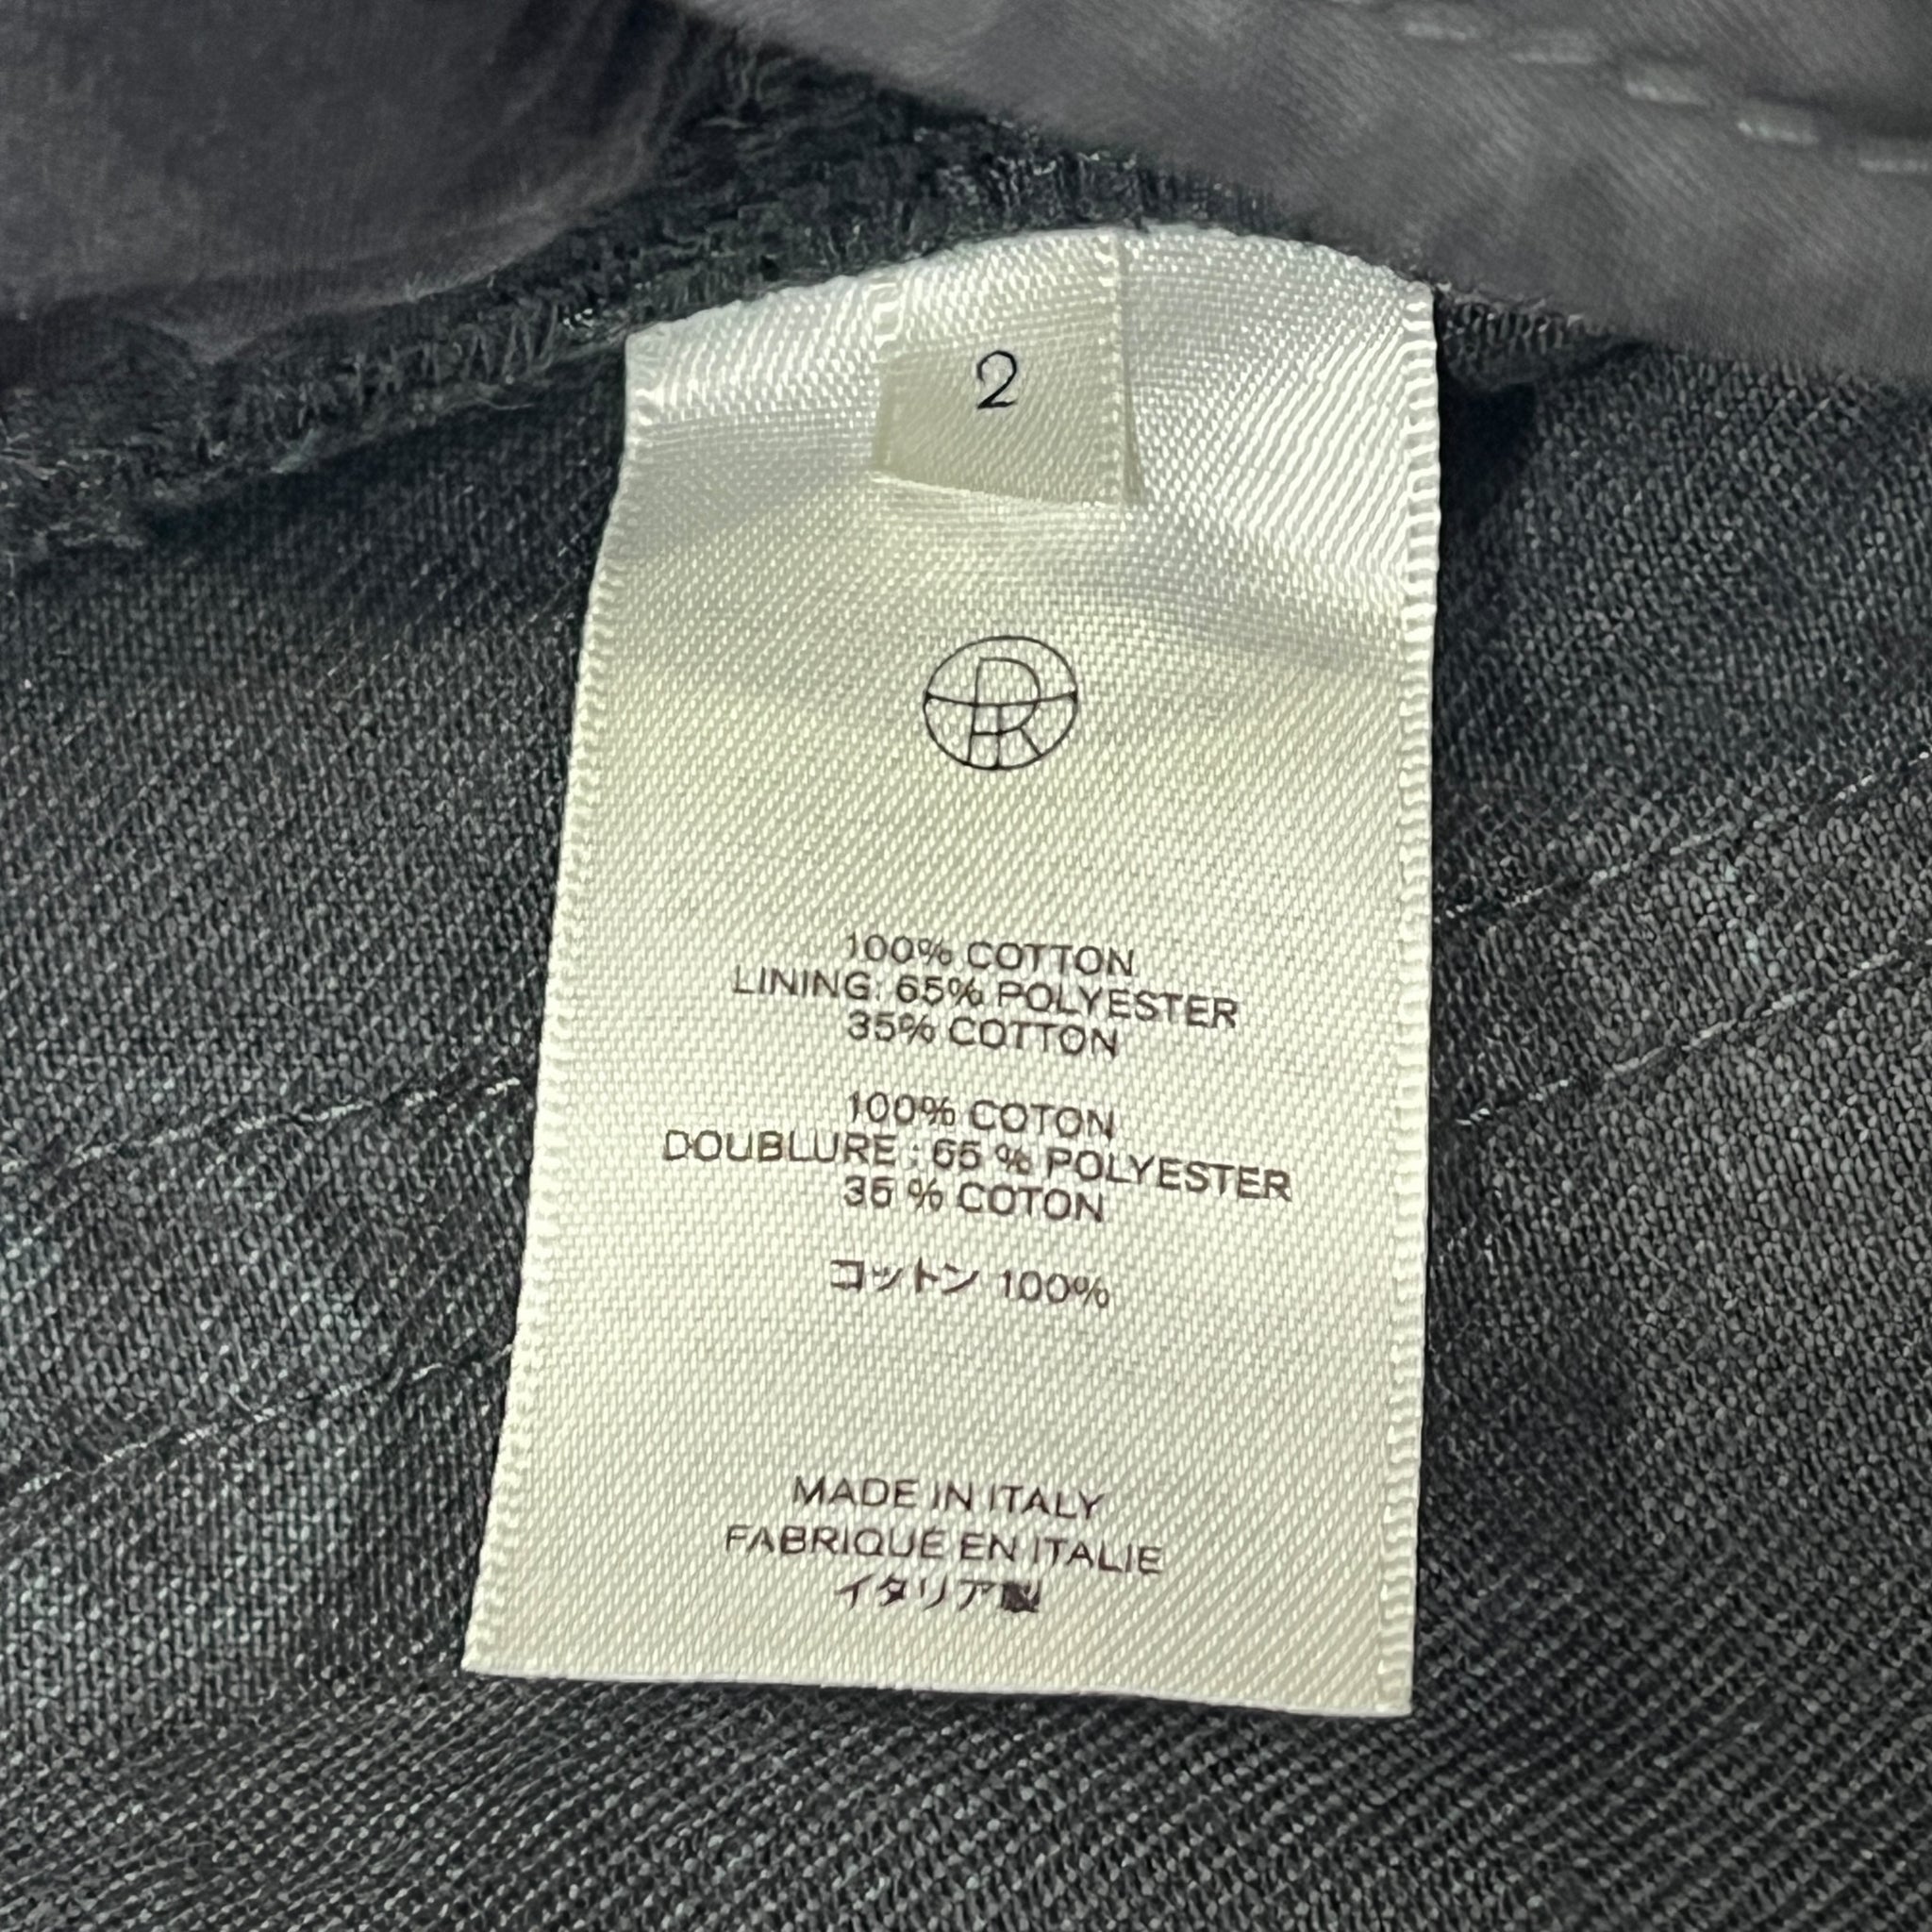 2
100% COTTON
LINING: 65% POLYESTER
35% COTTON
100% COTON
DOUBLURE : 65 % POLYESTER
35 % COTON
コットン 100%
MADE IN ITALY
FABRIQUÉ EN ITALIE
イタリア製